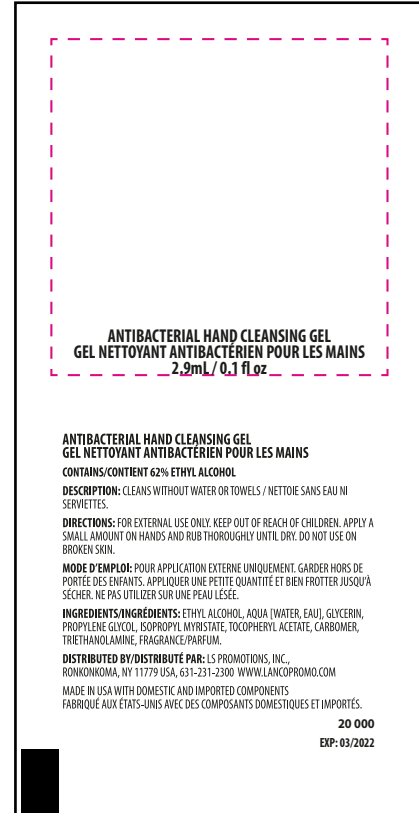 ANTIBACTERIAL HAND CLEANSING GEL
GEL NETTOYANT ANTIBACTÉRIEN POUR LES MAINS
2.9mL / 0.1 fl oz
ANTIBACTERIAL HAND CLEANSING GEL
GEL NETTOYANT ANTIBACTÉRIEN POUR LES MAINS
CONTAINS/CONTIENT 62% ETHYL ALCOHOL
DESCRIPTION: CLEANS WITHOUT WATER OR TOWELS / NETTOIE SANS EAU NI
SERVIETTES.
DIRECTIONS: FOR EXTERNAL USE ONLY. KEEP OUT OF REACH OF CHILDREN. APPLY A
SMALL AMOUNT ON HANDS AND RUB THOROUGHLY UNTIL DRY. DO NOT USE ON
BROKEN SKIN.
MODE D'EMPLOI: POUR APPLICATION EXTERNE UNIQUEMENT. GARDER HORS DE
PORTÉE DES ENFANTS. APPLIQUER UNE PETITE QUANTITÉ ET BIEN FROTTER JUSQU'À
SÉCHER. NE PAS UTILIZER SUR UNE PEAU LÉSÉE.
INGREDIENTS/INGRÉDIENTS: ETHYL ALCOHOL, AQUA [WATER, EAU], GLYCERIN,
PROPYLENE GLYCOL, ISOPROPYL MYRISTATE, TOCOPHERYL ACETATE, CARBOMER,
TRIETHANOLAMINE, FRAGRANCE/PARFUM.
DISTRIBUTED BY/DISTRIBUTÉ PAR: LS PROMOTIONS, INC.,
RONKONKOMA, NY 11779 USA, 631-231-2300 WWW.LANCOPROMO.COM
MADE IN USA WITH DOMESTIC AND IMPORTED COMPONENTS
FABRIQUÉ AUX ÉTATS-UNIS AVEC DES COMPOSANTS DOMESTIQUES ET IMPORTÉS.
20 000
EXP: 03/2022